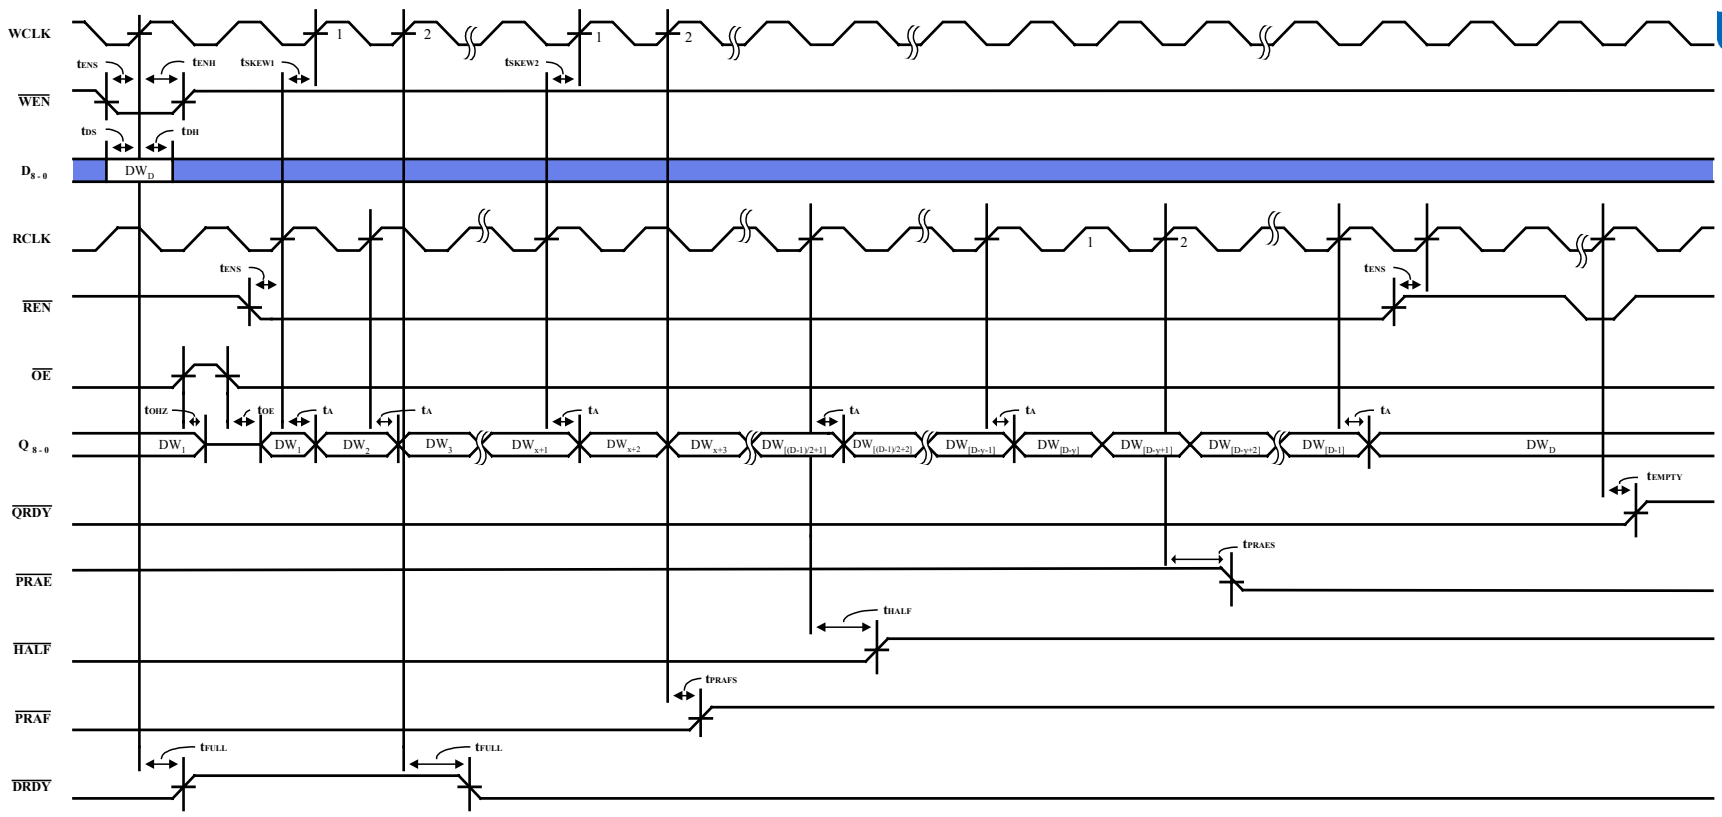 WCLK 1 2 1 2
tENS tENH tSKEW1 tSKEW2
WEN
tDS tDH
D8-0 DWD
RCLK 1 2
tENS tENS
REN
OE
tOHZ tOE tA tA tA tA tA tA
Q8-0 DW1 DW1 DW2 DW3 DWx+1 DWx+2 DWx+3 DW[(D-1)/2+1] DW[(D-1)/2+2] DW[D-y-1] DW[D-y] DW[D-y+1] DW[D-y+2] DW[D-1] DWD
tEMPTY
QRDY
tPRAES
PRAE
tHALF
HALF
tPRAFS
PRAF
tFULL tFULL
DRDY